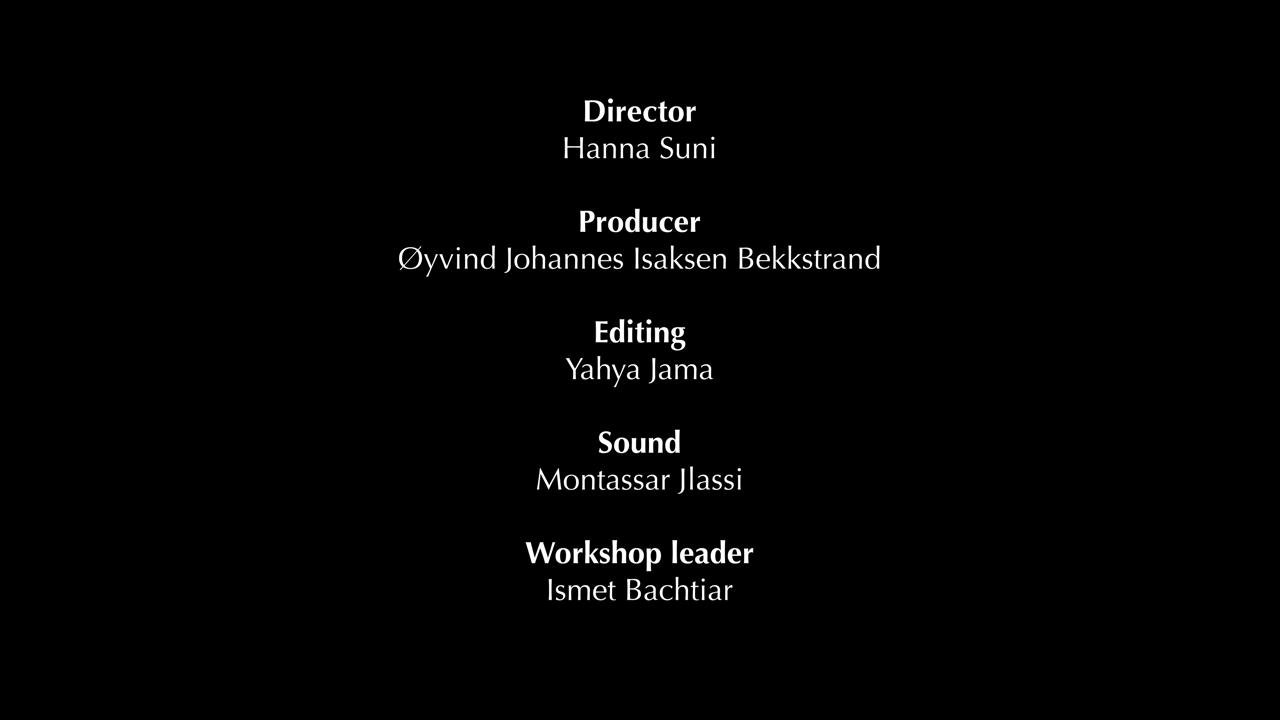 Director
Hanna Suni
Producer
Øyvind Johannes Isaksen Bekkstrand
Editing
Yahya Jama
Sound
Montassar Jlassi
Workshop leader
Ismet Bachtiar